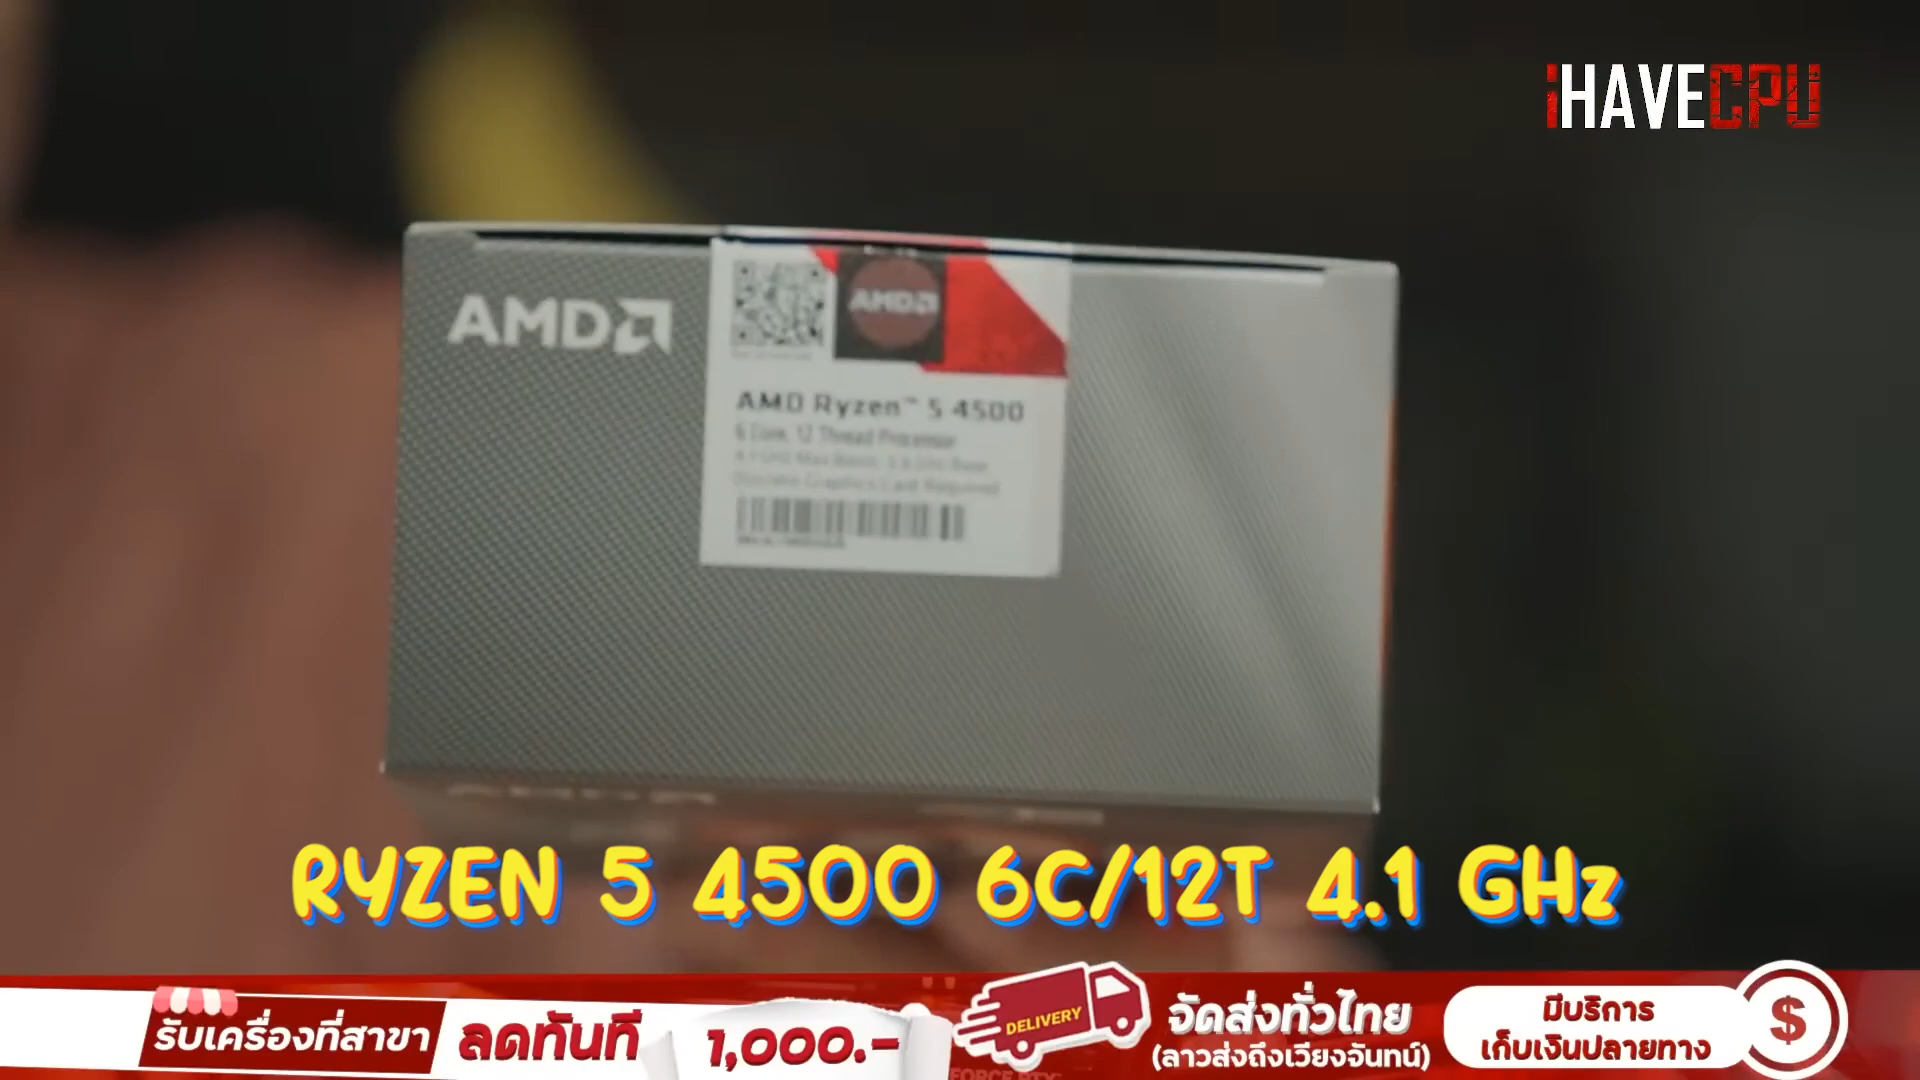 iHAVECPU
AMD
AMD
AMD Ryzen™ 5 4500
6 Core, 12 Thread Processor
Discrete Graphics Card Required
RYZEN 5 4500 6C/12T 4.1 GHz
รับเครื่องที่สาขา
ลดทันที
1,000.-
DELIVERY
จัดส่งทั่วไทย
(ลาวส่งถึงเวียงจันทน์)
มีบริการ
เก็บเงินปลายทาง
$